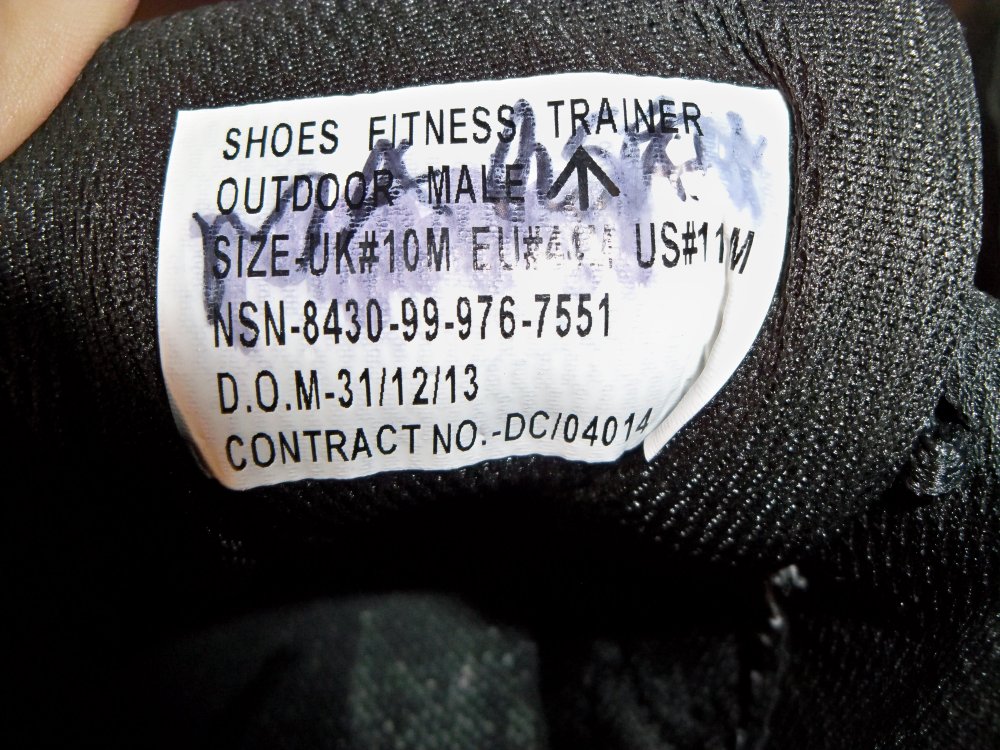 SHOES FITNESS TRAINER
OUTDOOR MALE
SIZE-UK#10M US#11M
NSN-8430-99-976-7551
D.O.M-31/12/13
CONTRACT NO.-DC/04014